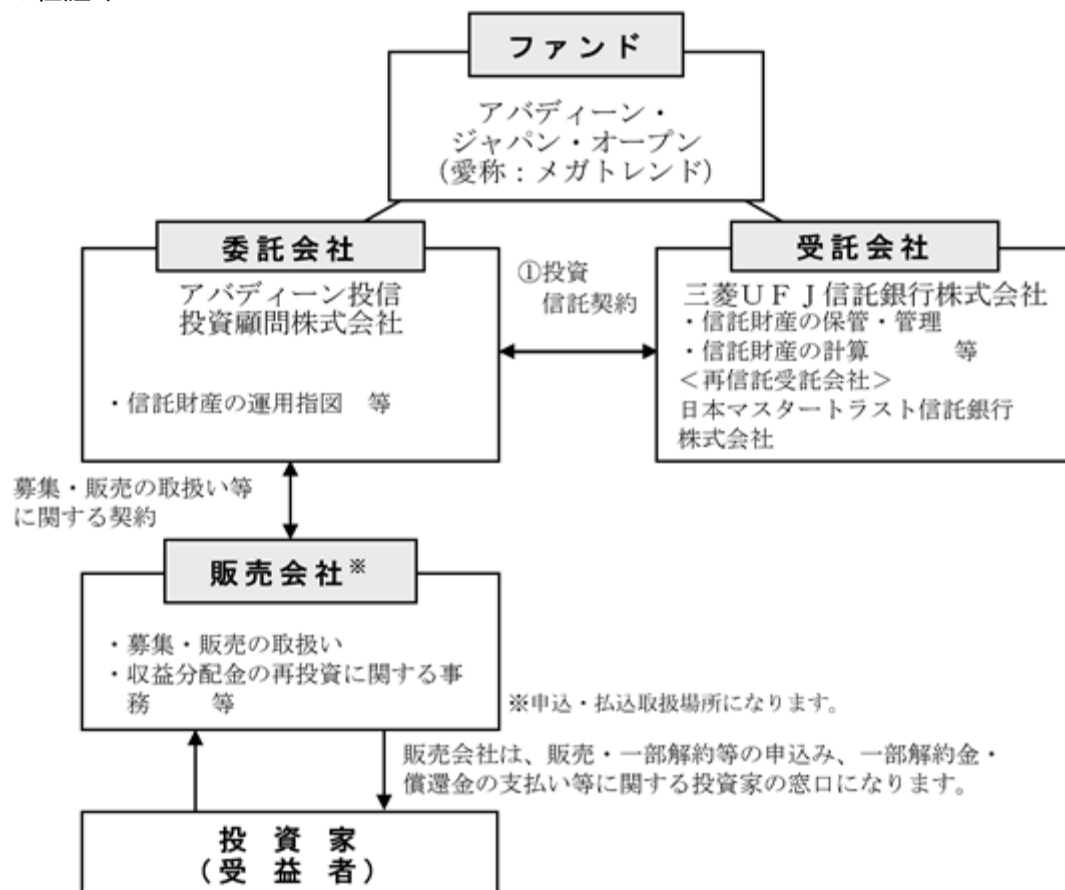 ファンド
アバディーン・
ジャパン・オープン
（愛称：メガトレンド）
委託会社
アバディーン投信
投資顧問株式会社
・信託財産の運用指図　等
①投資
信託契約
受託会社
三菱ＵＦＪ信託銀行株式会社
・信託財産の保管・管理
・信託財産の計算　　　等
＜再信託受託会社＞
日本マスタートラスト信託銀行
株式会社
募集・販売の取扱い等
に関する契約
販売会社※
・募集・販売の取扱い
・収益分配金の再投資に関する事
務　　等
※申込・払込取扱場所になります。
販売会社は、販売・一部解約等の申込み、一部解約金・
償還金の支払い等に関する投資家の窓口になります。
投　資　家
（受　益　者）